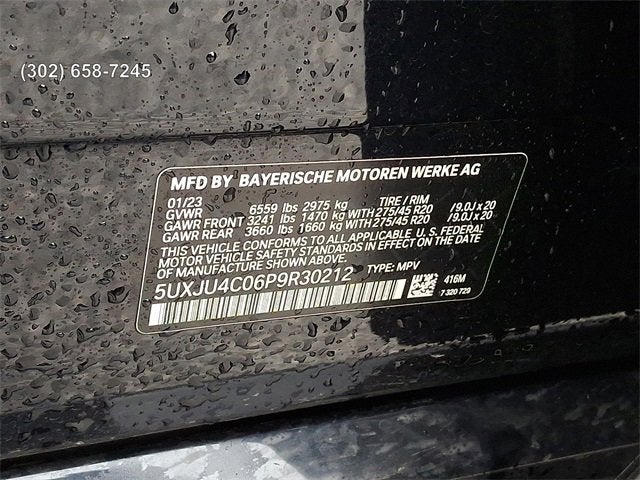 (302) 658-7245
MFD BY BAYERISCHE MOTOREN WERKE AG
01/23
GVWR 6559 lbs 2975 kg TIRE / RIM
GAWR FRONT 3241 lbs 1470 kg WITH 275/45 R20 /9.0J x 20
GAWR REAR 3660 lbs 1660 kg WITH 275/45 R20 /9.0J x 20
THIS VEHICLE CONFORMS TO ALL APPLICABLE U.S. FEDERAL
MOTOR VEHICLE SAFETY STANDARDS IN EFFECT ON THE DATE
OF MANUFACTURE SHOWN ABOVE.
5UXJU4C06P9R30212 TYPE: MPV
416M
7 320 729